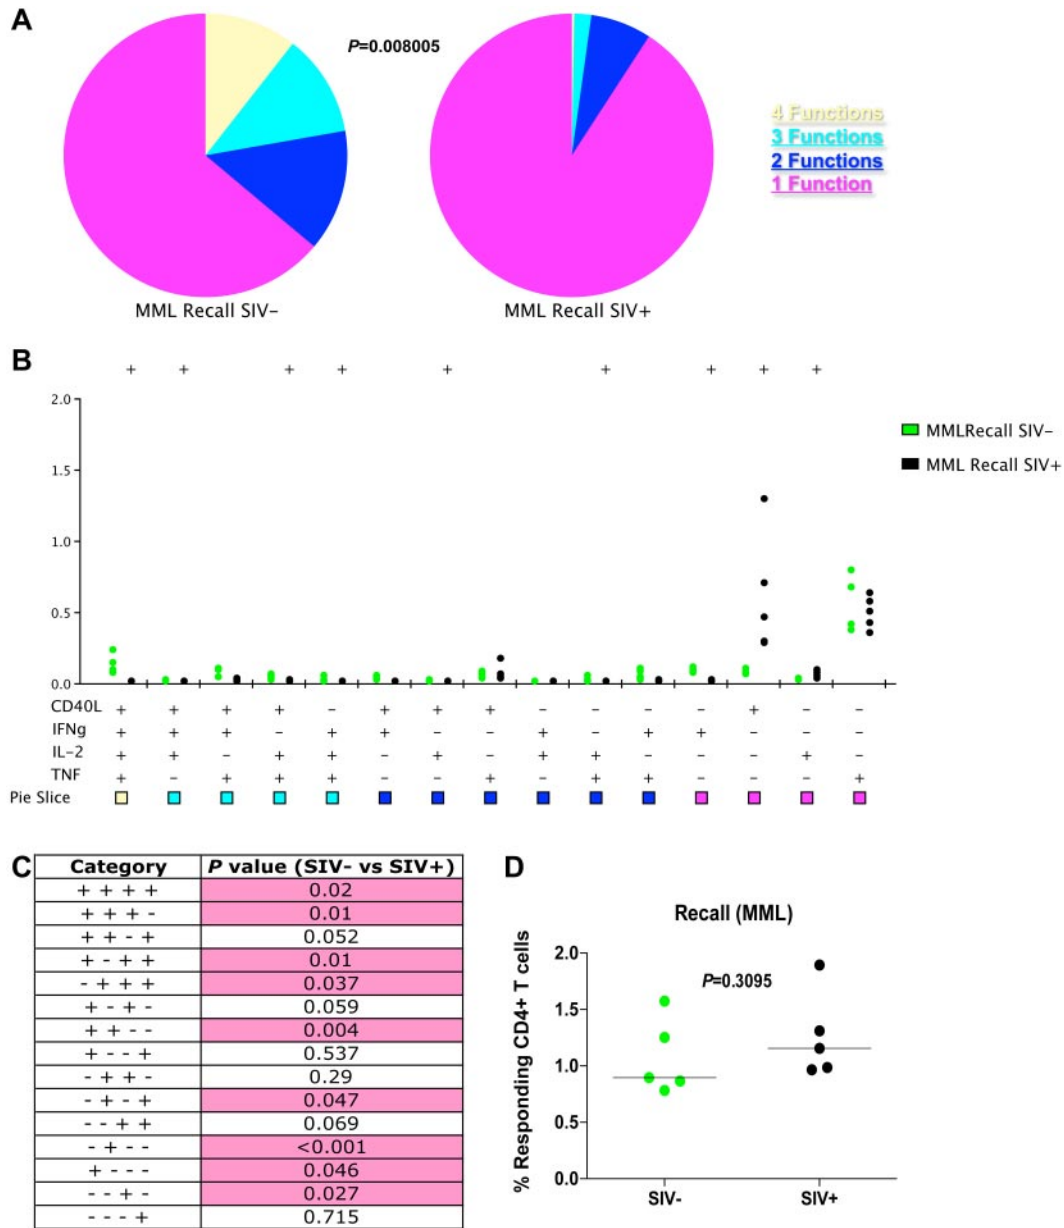 A
P=0.008005
4 Functions
3 Functions
2 Functions
1 Function
MML Recall SIV–
MML Recall SIV+
B
+ + + + + + + + +
2.0
1.5
1.0
0.5
0.0
MMLRecall SIV–
MML Recall SIV+
CD40L + + + + – + + + – – – – + – –
IFNg + + + – + + – – + – + + – – –
IL–2 + + – + + – + – + + – – – + –
TNF + – + + + – – + – + + – – – +
Pie Slice
C
Category P value (SIV- vs SIV+)
+ + + + 0.02
+ + + - 0.01
+ + - + 0.052
+ - + + 0.01
- + + + 0.037
+ - + - 0.059
+ + - - 0.004
+ - - + 0.537
- + + - 0.29
- + - + 0.047
- - + + 0.069
- + - - <0.001
+ - - - 0.046
- - + - 0.027
- - - + 0.715
D
Recall (MML)
P=0.3095
% Responding CD4+ T cells
2.0
1.5
1.0
0.5
0.0
SIV-
SIV+